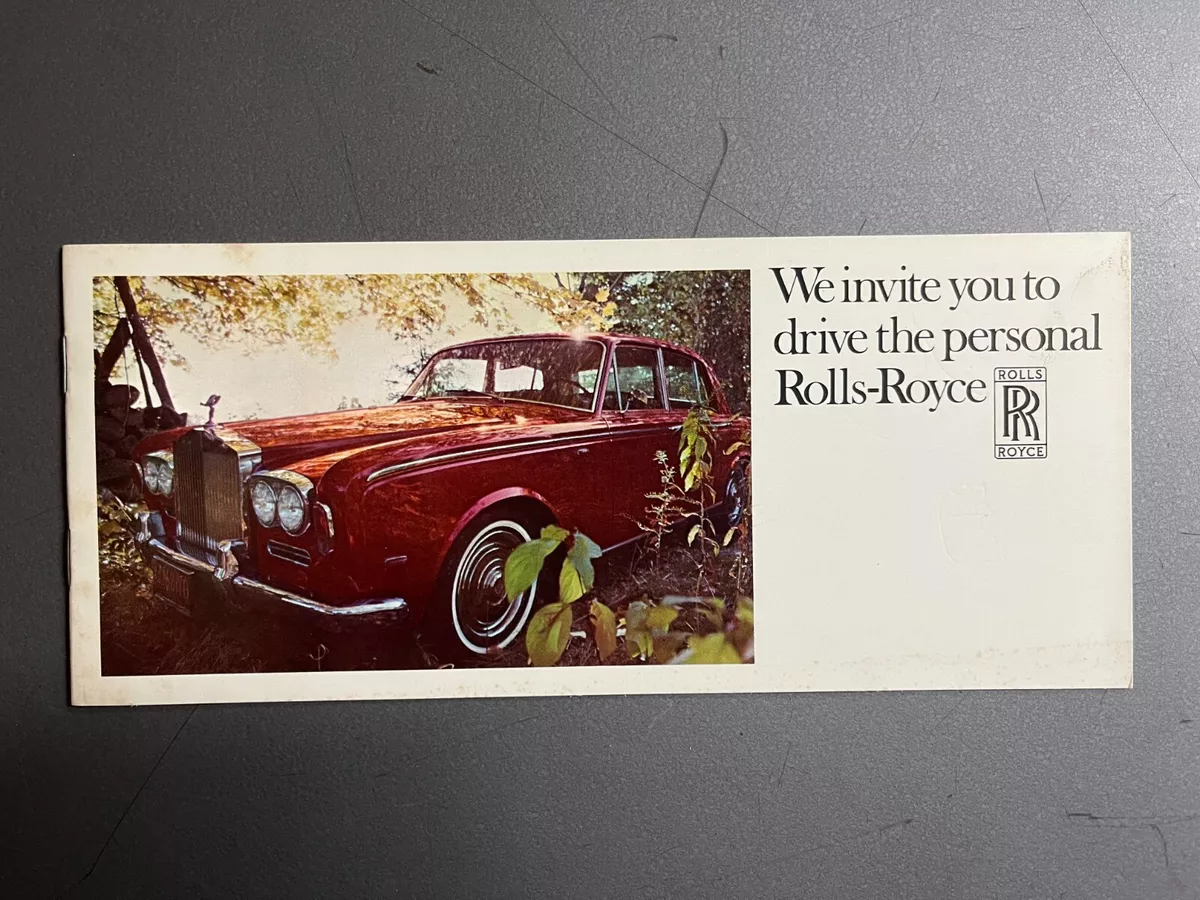 We invite you to
drive the personal
Rolls-Royce
ROLLS
RR
ROYCE